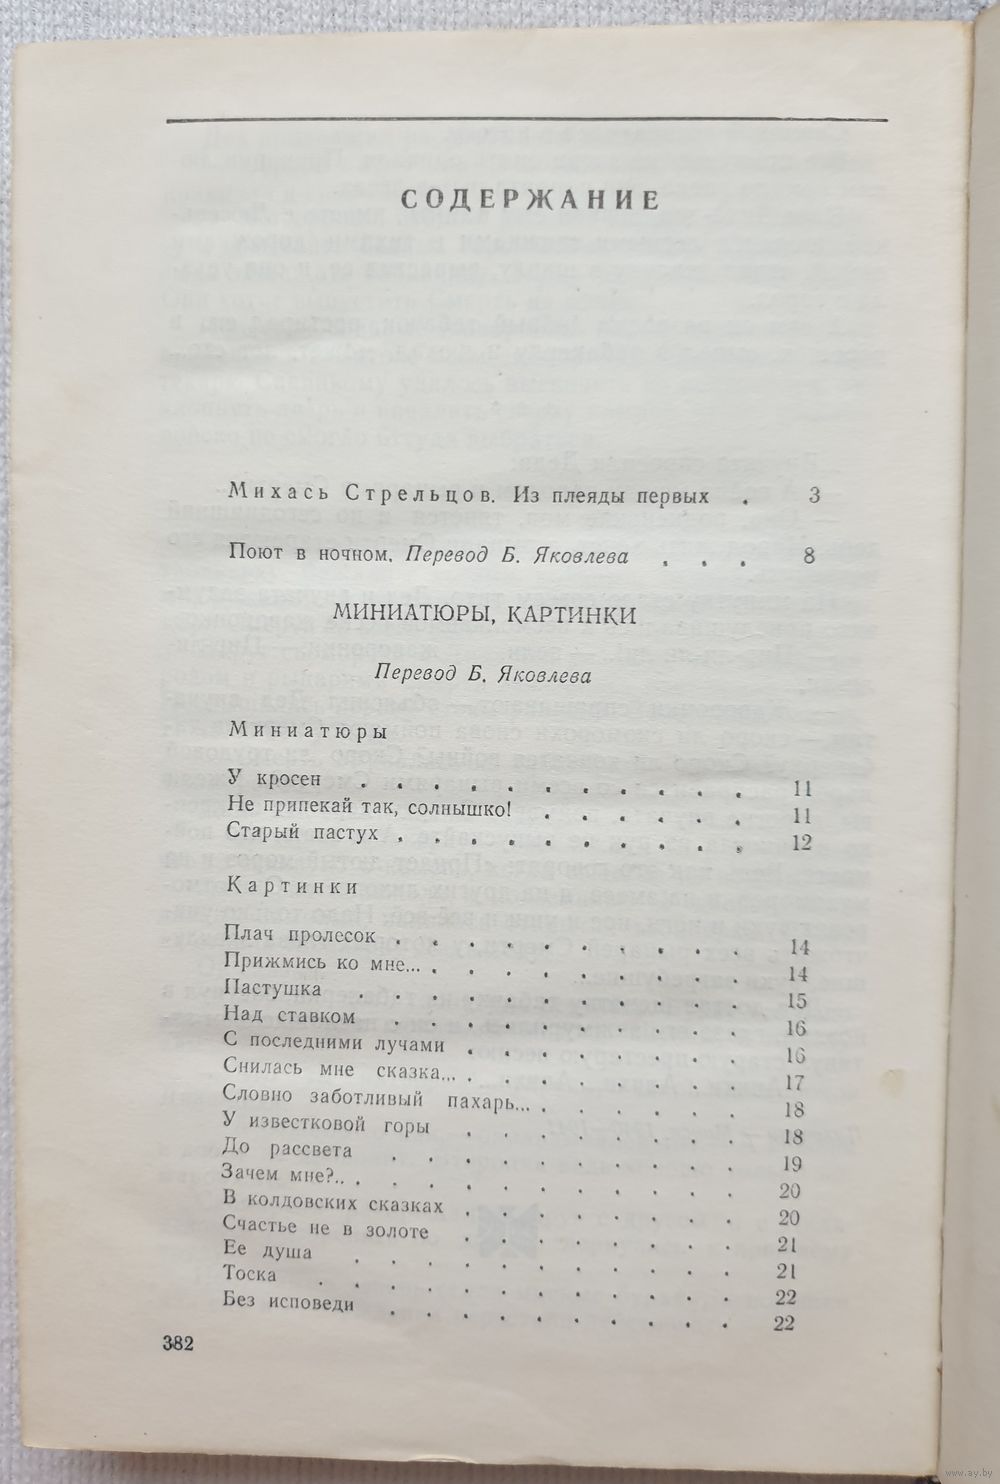 СОДЕРЖАНИЕ
Михась Стрельцов. Из плеяды первых . 3
Поют в ночном. Перевод Б. Яковлева . . . 8
МИНИАТЮРЫ, КАРТИНКИ
Перевод Б. Яковлева
Миниатюры
У кросен . . . . . . . . . . . 11
Не припекай так, солнышко! . . . . . . 11
Старый пастух . . . . . . . . . . 12
Картинки
Плач пролесок . . . . . . . . . . 14
Прижмись ко мне... . . . . . . . . . 14
Пастушка . . . . . . . . . . . 15
Над ставком . . . . . . . . . . 16
С последними лучами . . . . . . . . 16
Снилась мне сказка... . . . . . . . . 17
Словно заботливый пахарь... . . . . . . 18
У известковой горы . . . . . . . . 18
До рассвета . . . . . . . . . . 19
Зачем мне?.. . . . . . . . . . . 20
В колдовских сказках . . . . . . . . 20
Счастье не в золоте . . . . . . . . 21
Ее душа . . . . . . . . . . . 21
Тоска . . . . . . . . . . . . 22
Без исповеди . . . . . . . . . . 22
382
www.ay.by